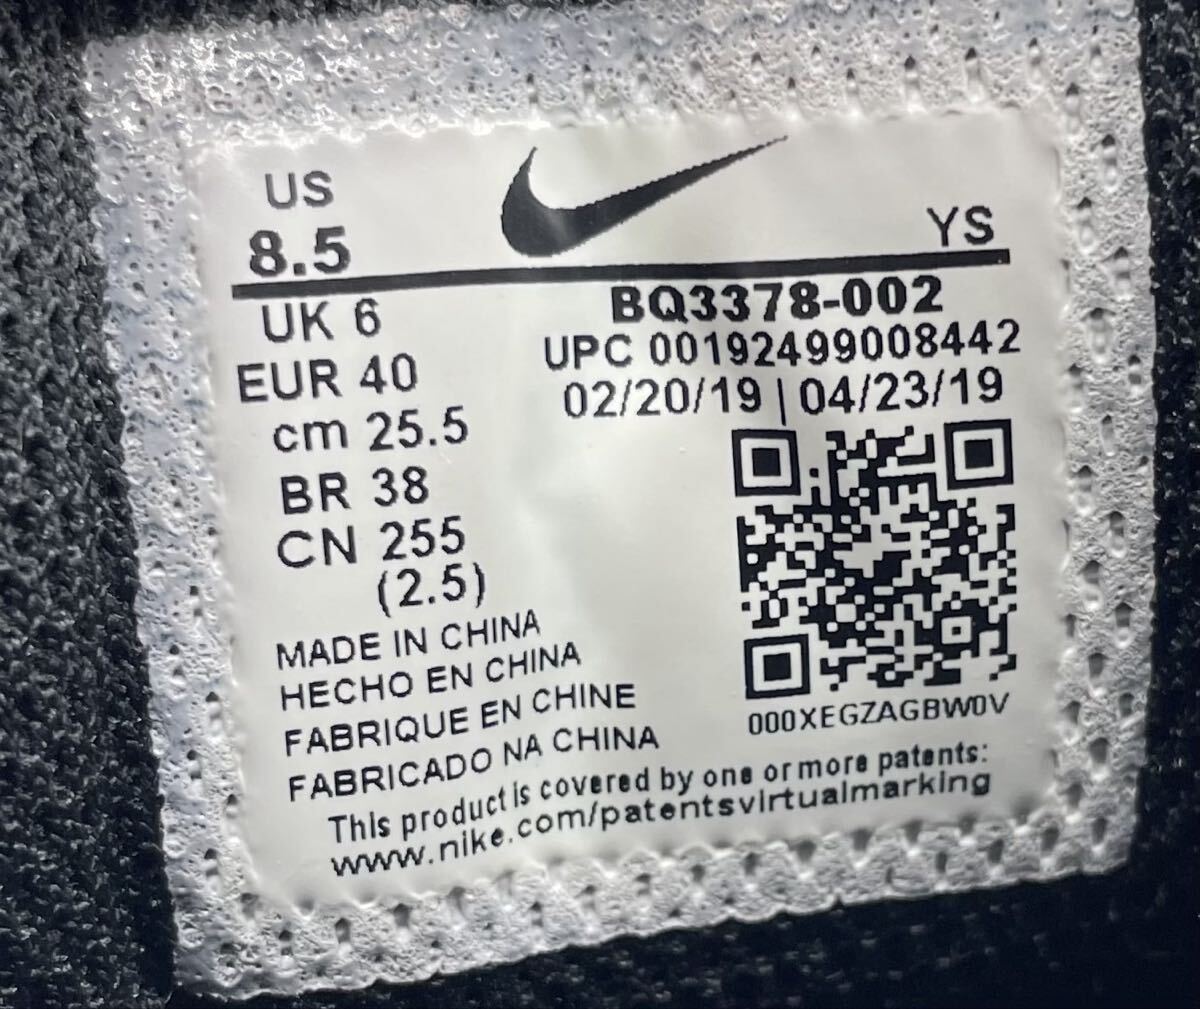 US
8.5
YS
UK 6
EUR 40
cm 25.5
BR 38
CN 255
(2.5)
BQ3378-002
UPC 00192499008442
02/20/19 | 04/23/19
000XEGZAGBW0V
MADE IN CHINA
HECHO EN CHINA
FABRIQUE EN CHINE
FABRICADO NA CHINA
This product is covered by one or more patents:
www.nike.com/patentsvirtualmarking